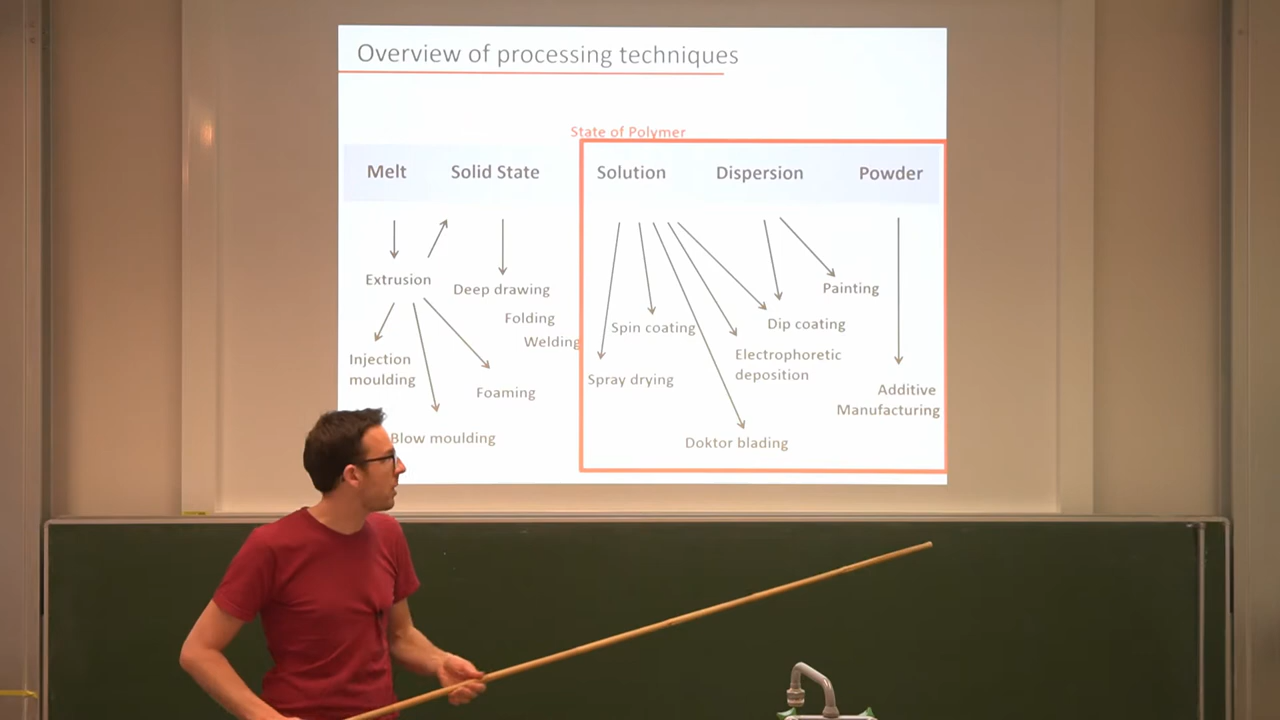 Overview of processing techniques
State of Polymer
Melt
Solid State
Solution
Dispersion
Powder
Extrusion
Deep drawing
Folding
Welding
Injection
moulding
Foaming
Blow moulding
Spin coating
Spray drying
Doktor blading
Electrophoretic
deposition
Dip coating
Painting
Additive
Manufacturing